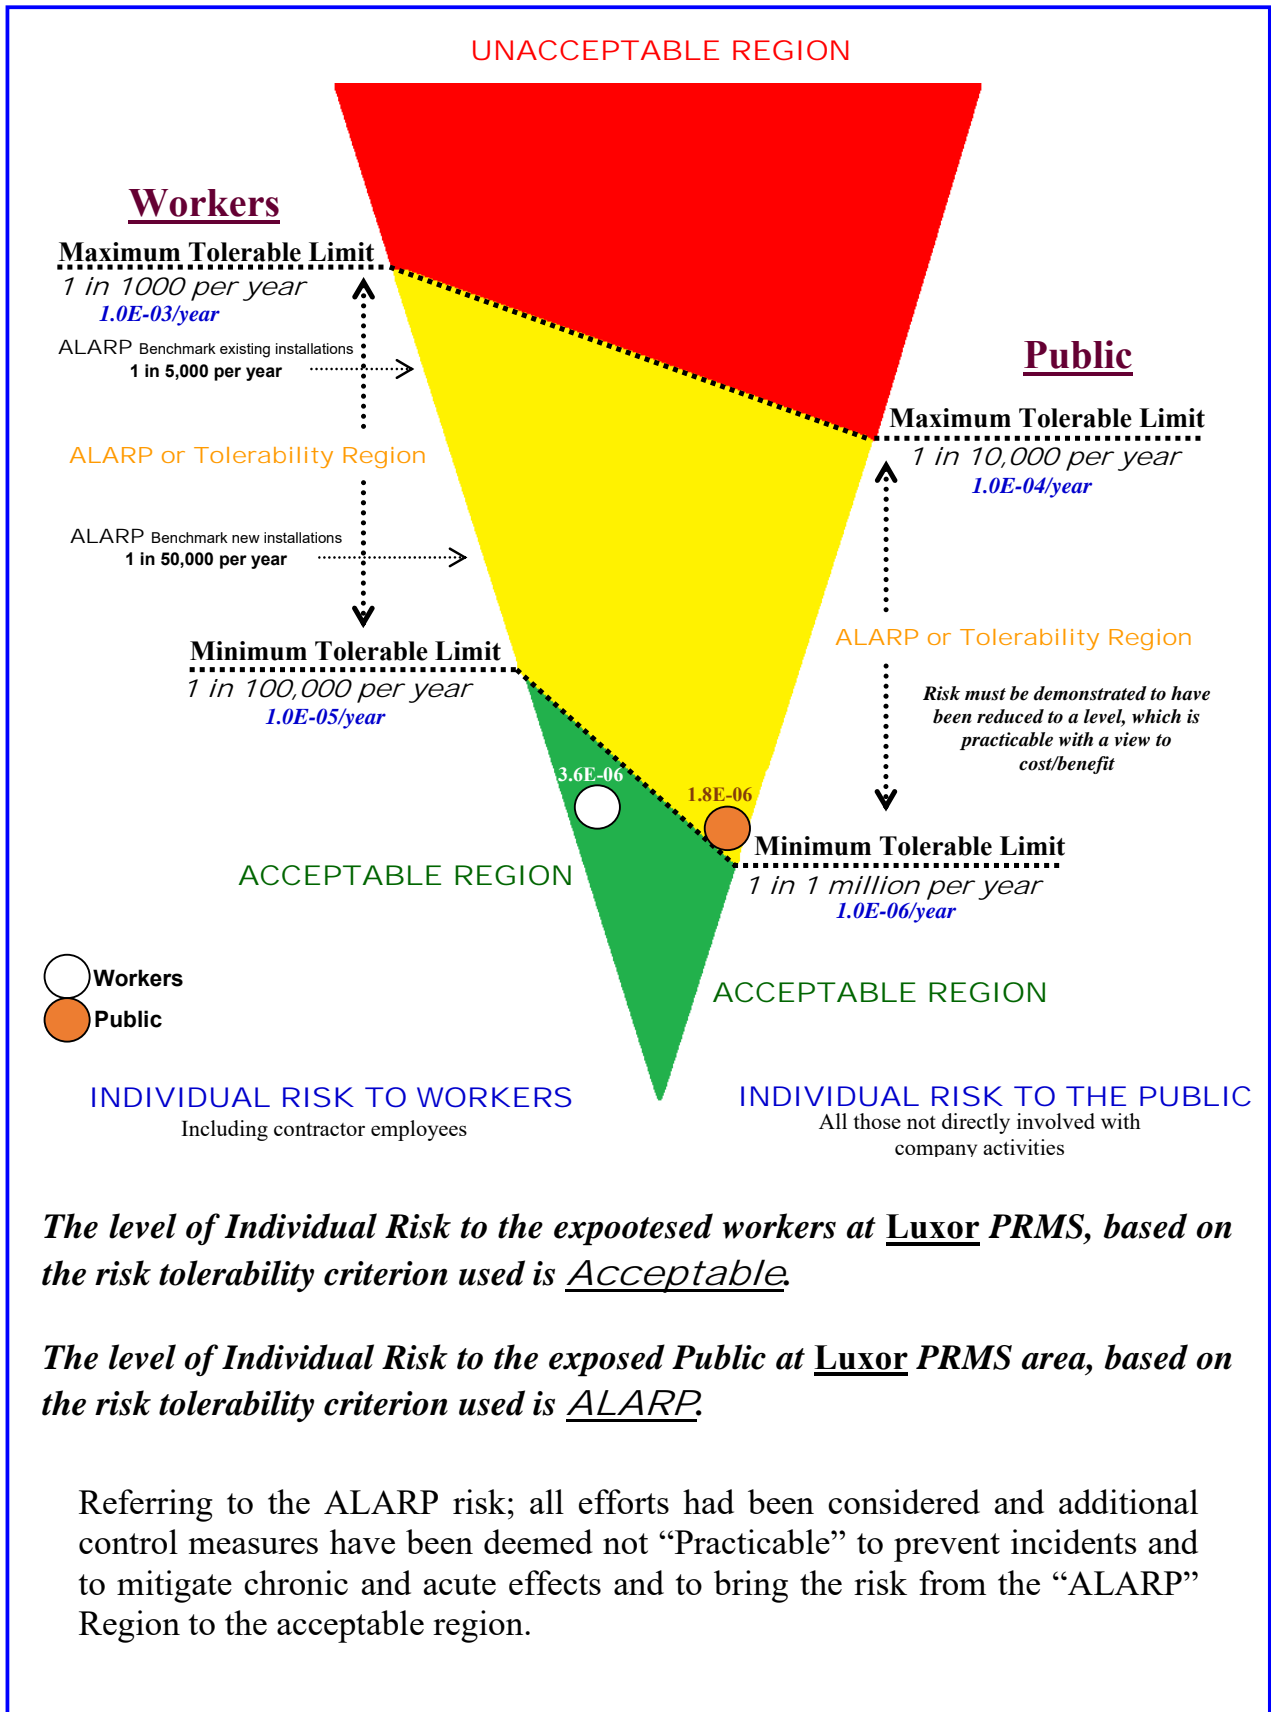 UNACCEPTABLE REGION
Workers
Maximum Tolerable Limit
1 in 1000 per year
1.0E-03/year
ALARP Benchmark existing installations
1 in 5,000 per year
ALARP or Tolerability Region
ALARP Benchmark new installations
1 in 50,000 per year
Minimum Tolerable Limit
1 in 100,000 per year
1.0E-05/year
Public
Maximum Tolerable Limit
1 in 10,000 per year
1.0E-04/year
ALARP or Tolerability Region
Risk must be demonstrated to have
been reduced to a level, which is
practicable with a view to
cost/benefit
3.6E-06
1.8E-06
Minimum Tolerable Limit
1 in 1 million per year
1.0E-06/year
ACCEPTABLE REGION
Workers
Public
ACCEPTABLE REGION
INDIVIDUAL RISK TO WORKERS
Including contractor employees
INDIVIDUAL RISK TO THE PUBLIC
All those not directly involved with
company activities
The level of Individual Risk to the expootesed workers at Luxor PRMS, based on
the risk tolerability criterion used is Acceptable.
The level of Individual Risk to the exposed Public at Luxor PRMS area, based on
the risk tolerability criterion used is ALARP.
Referring to the ALARP risk; all efforts had been considered and additional
control measures have been deemed not “Practicable” to prevent incidents and
to mitigate chronic and acute effects and to bring the risk from the “ALARP”
Region to the acceptable region.